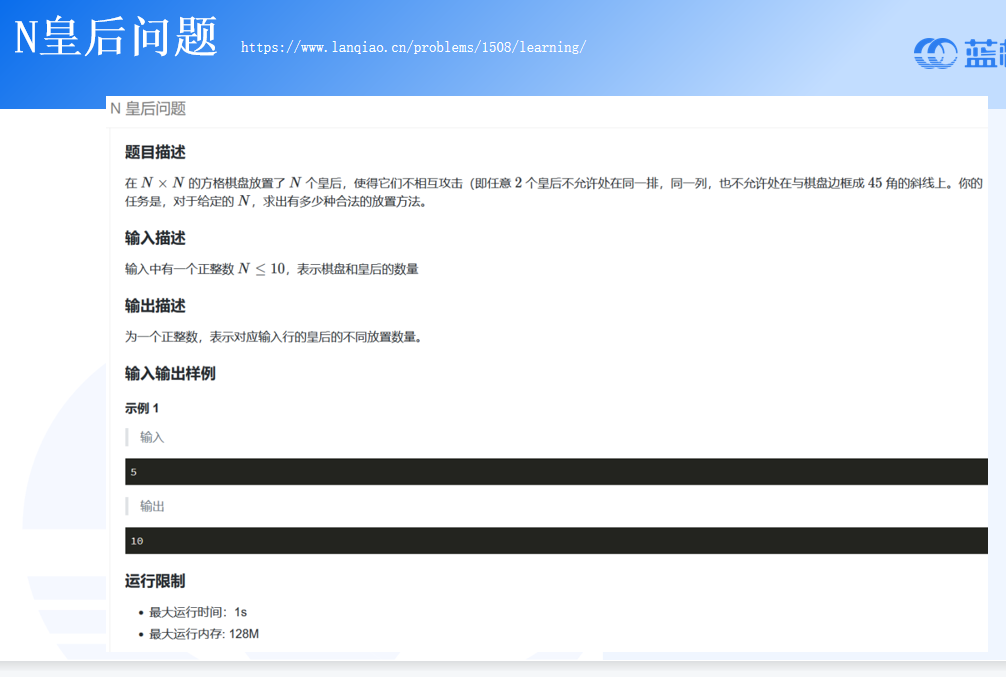 N皇后问题 https://www.lanqiao.cn/problems/1508/learning/
蓝
N 皇后问题
题目描述
在 N × N 的方格棋盘放置了 N 个皇后，使得它们不相互攻击（即任意 2 个皇后不允许处在同一排，同一列，也不允许处在与棋盘边框成 45 角的斜线上。你的
任务是，对于给定的 N，求出有多少种合法的放置方法。
输入描述
输入中有一个正整数 N ≤ 10，表示棋盘和皇后的数量
输出描述
为一个正整数，表示对应输入行的皇后的不同放置数量。
输入输出样例
示例 1
输入
5
输出
10
运行限制
• 最大运行时间：1s
• 最大运行内存: 128M